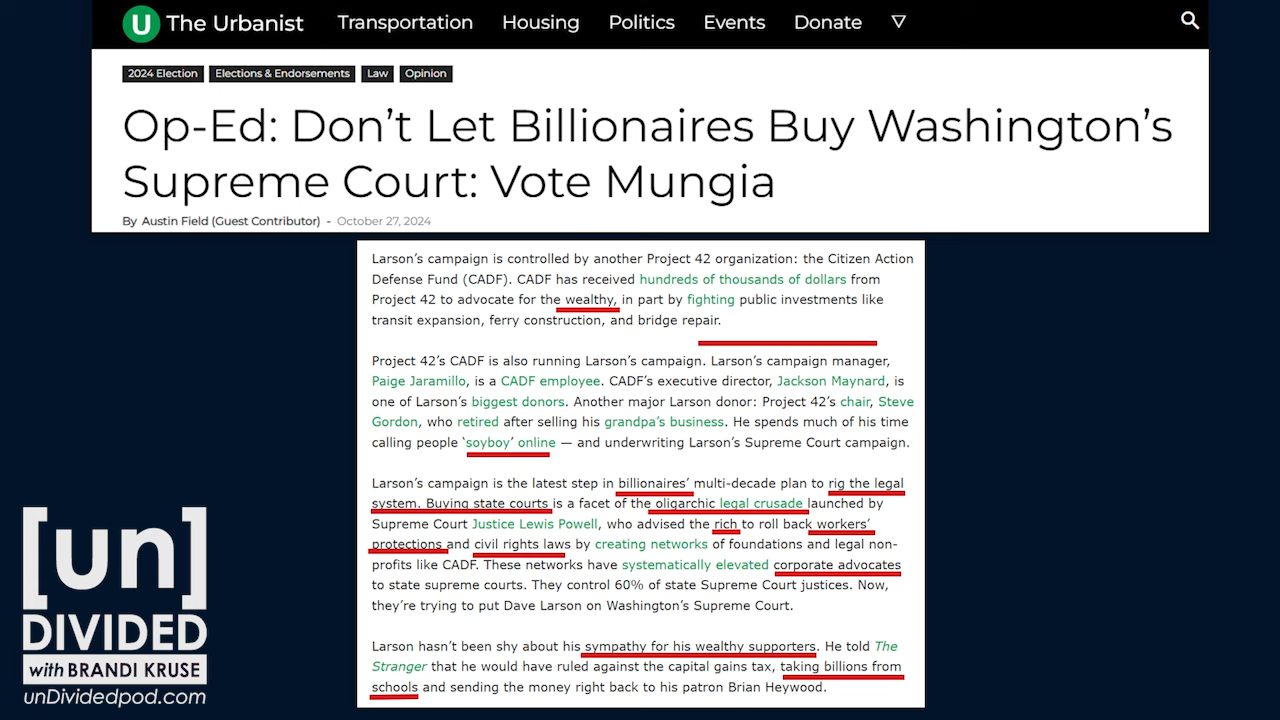 U The Urbanist Transportation Housing Politics Events Donate
2024 Election Elections & Endorsements Law Opinion
Op-Ed: Don't Let Billionaires Buy Washington's
Supreme Court: Vote Mungia
By Austin Field (Guest Contributor) - October 27, 2024
Larson's campaign is controlled by another Project 42 organization: the Citizen Action
Defense Fund (CADF). CADF has received hundreds of thousands of dollars from
Project 42 to advocate for the wealthy, in part by fighting public investments like
transit expansion, ferry construction, and bridge repair.
Project 42's CADF is also running Larson's campaign. Larson's campaign manager,
Paige Jaramillo, is a CADF employee. CADF's executive director, Jackson Maynard, is
one of Larson's biggest donors. Another major Larson donor: Project 42's chair, Steve
Gordon, who retired after selling his grandpa's business. He spends much of his time
calling people 'soyboy' online — and underwriting Larson's Supreme Court campaign.
Larson's campaign is the latest step in billionaires' multi-decade plan to rig the legal
system. Buying state courts is a facet of the oligarchic legal crusade launched by
Supreme Court Justice Lewis Powell, who advised the rich to roll back workers'
protections and civil rights laws by creating networks of foundations and legal non-
profits like CADF. These networks have systematically elevated corporate advocates
to state supreme courts. They control 60% of state Supreme Court justices. Now,
they're trying to put Dave Larson on Washington's Supreme Court.
Larson hasn't been shy about his sympathy for his wealthy supporters. He told The
Stranger that he would have ruled against the capital gains tax, taking billions from
schools and sending the money right back to his patron Brian Heywood.
[un]
DIVIDED
with BRANDI KRUSE
unDividedpod.com